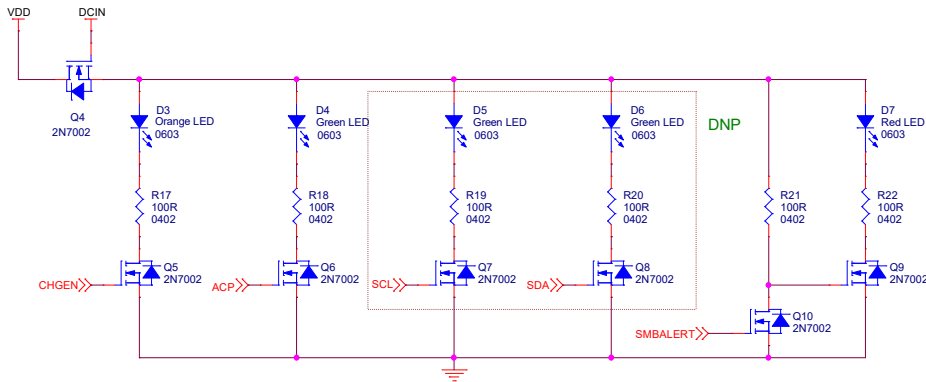 VDD
DCIN
Q4
2N7002
D3
Orange LED
0603
D4
Green LED
0603
D5
Green LED
0603
D6
Green LED
0603
DNP
D7
Red LED
0603
R17
100R
0402
R18
100R
0402
R19
100R
0402
R20
100R
0402
R21
100R
0402
R22
100R
0402
CHGEN
Q5
2N7002
ACP
Q6
2N7002
SCL
Q7
2N7002
SDA
Q8
2N7002
Q9
2N7002
SMBALERT
Q10
2N7002